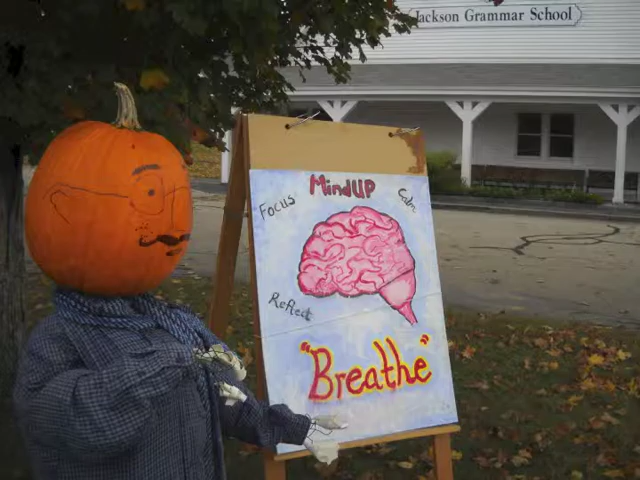 Jackson Grammar School
MindUP
Focus
Calm
Reflect
"Breathe"